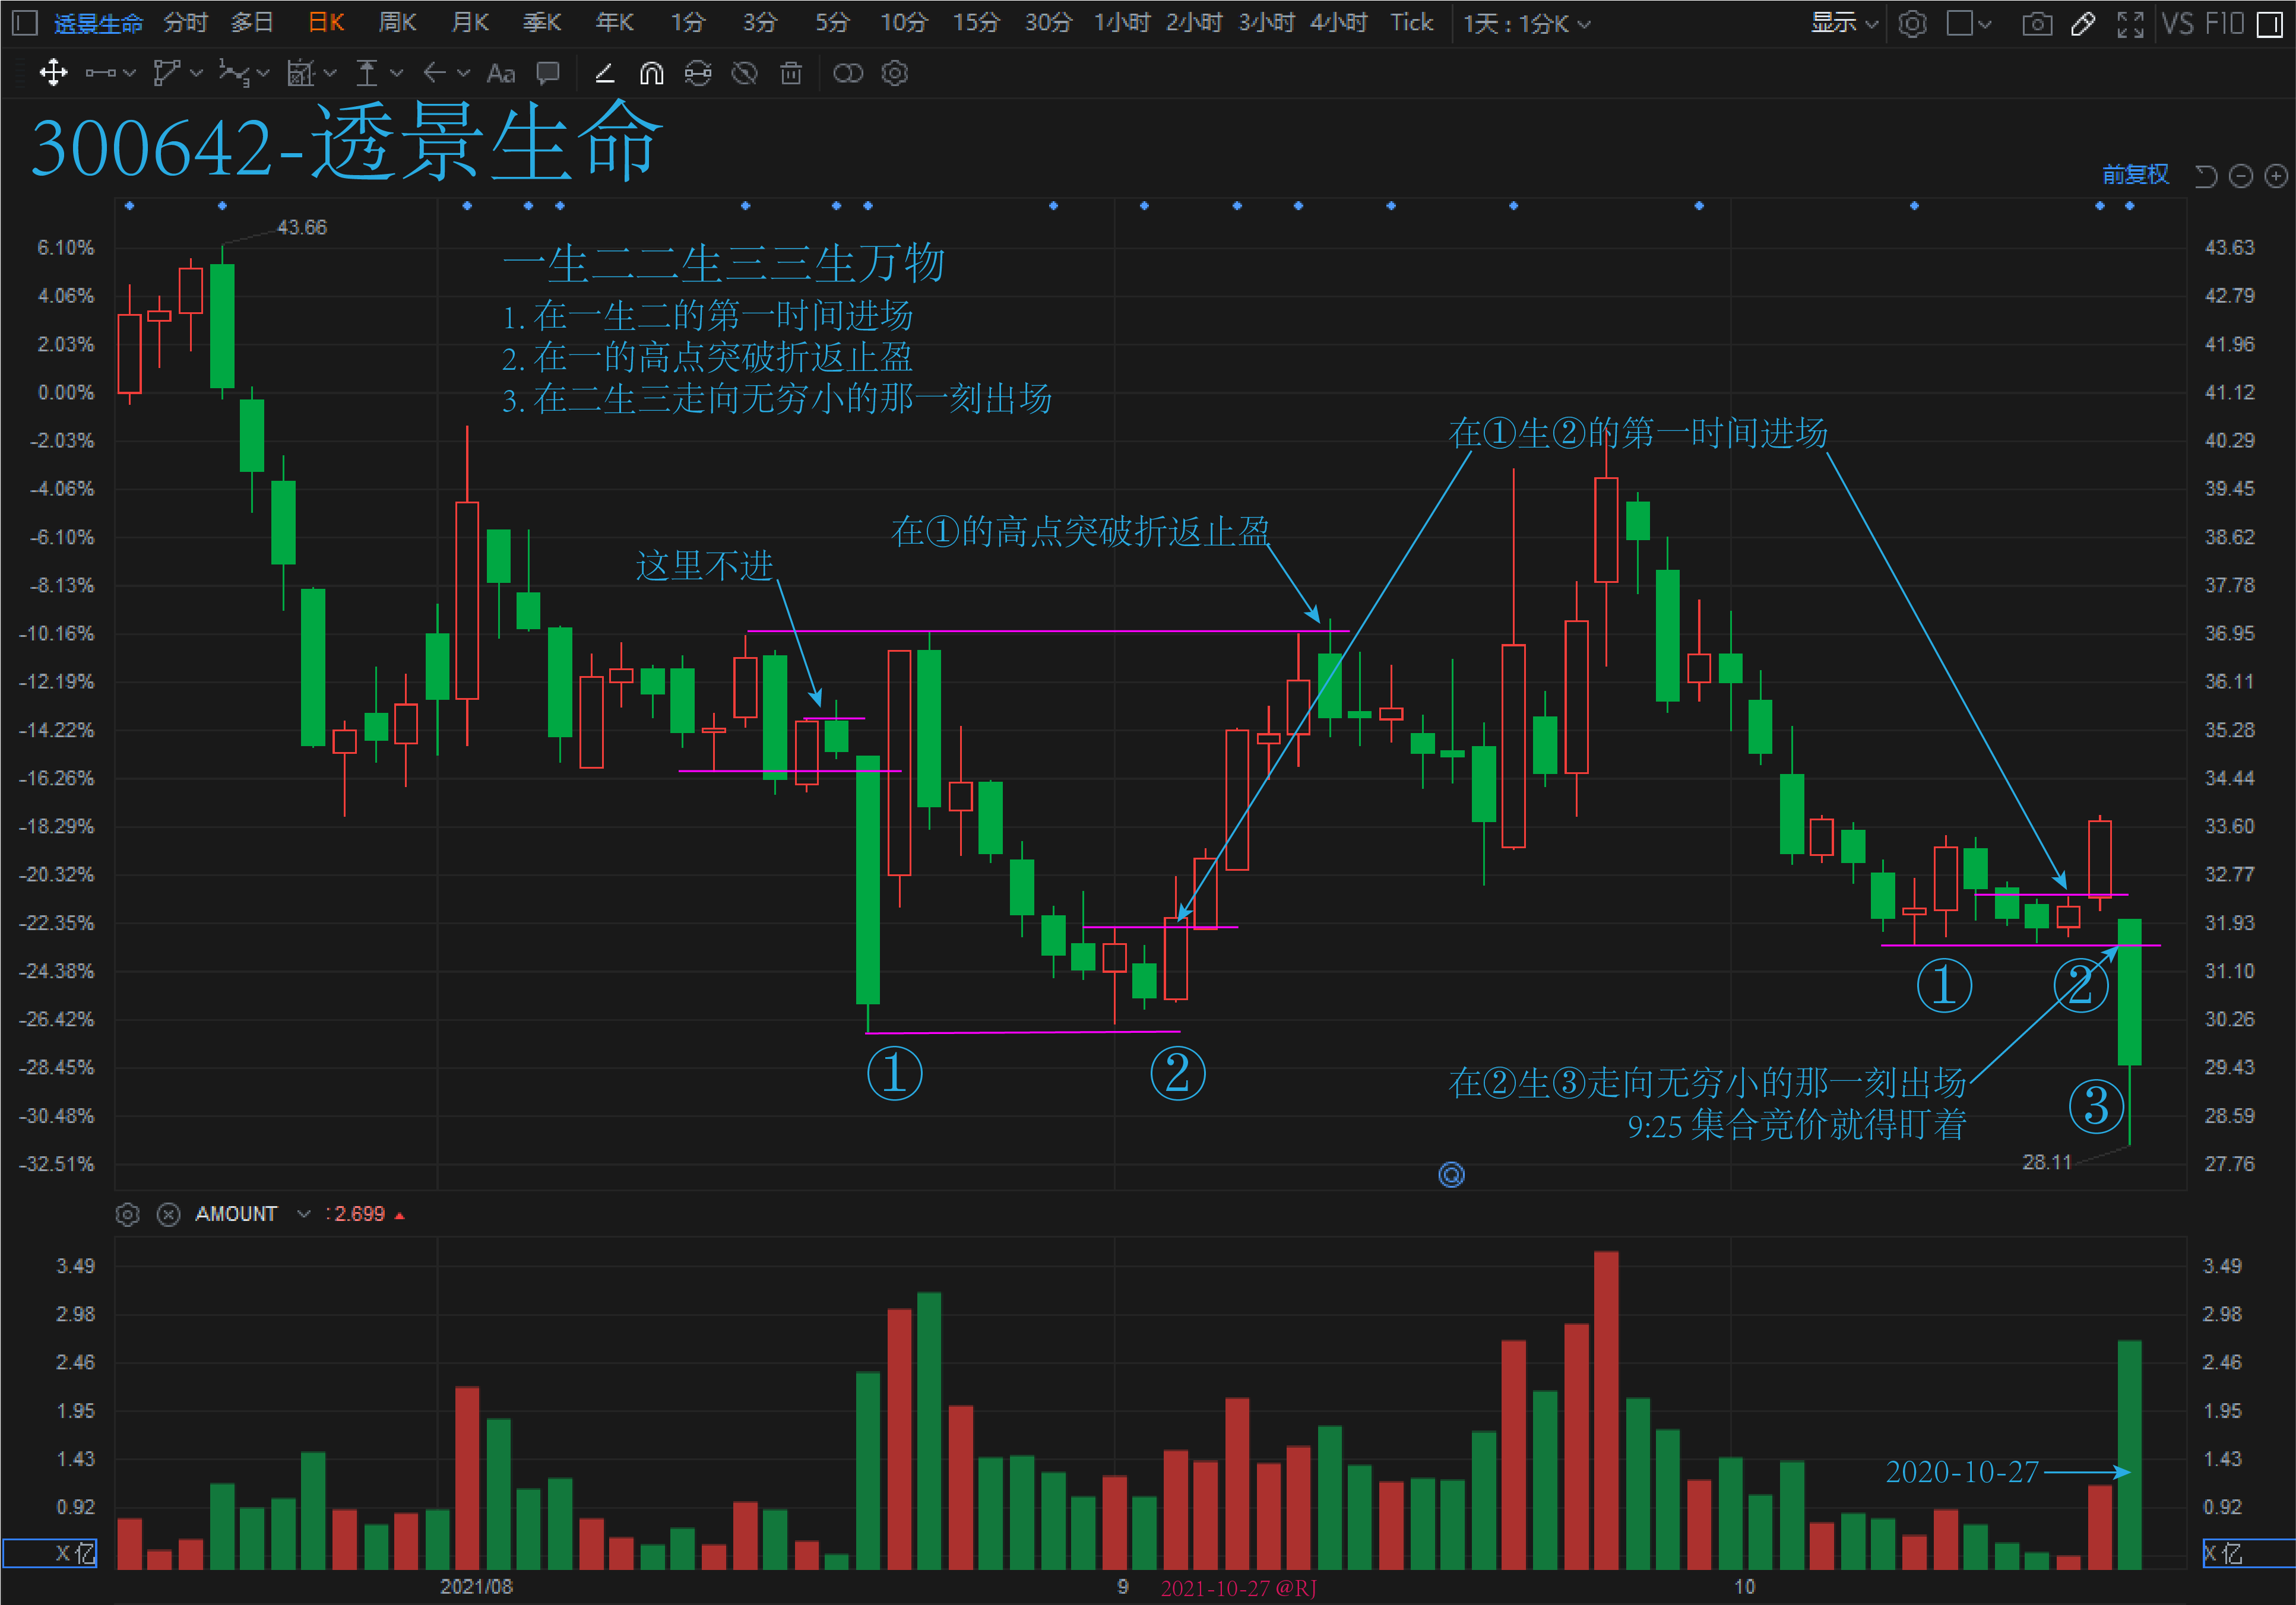 透景生命 分时 多日 日K 周K 月K 季K 年K 1分 3分 5分 10分 15分 30分 1小时 2小时 3小时 4小时 Tick 1天 : 1分K 显示 VS F10
Aa
300642-透景生命
前复权
43.66
6.10% 43.63
4.06% 42.79
2.03% 41.96
0.00% 41.12
-2.03% 40.29
-4.06% 39.45
-6.10% 38.62
-8.13% 37.78
-10.16% 36.95
-12.19% 36.11
-14.22% 35.28
-16.26% 34.44
-18.29% 33.60
-20.32% 32.77
-22.35% 31.93
-24.38% 31.10
-26.42% 30.26
-28.45% 29.43
-30.48% 28.59
-32.51% 27.76
一生二二生三三生万物
1. 在一生二的第一时间进场
2. 在一的高点突破折返止盈
3. 在二生三走向无穷小的那一刻出场
在①生②的第一时间进场
在①的高点突破折返止盈
这里不进
① ②
① ②
在②生③走向无穷小的那一刻出场
9:25 集合竞价就得盯着
③
28.11
AMOUNT :2.699
3.49 3.49
2.98 2.98
2.46 2.46
1.95 1.95
1.43 1.43
2020-10-27
0.92 0.92
X 亿 X 亿
2021/08 9 2021-10-27 @RJ 10